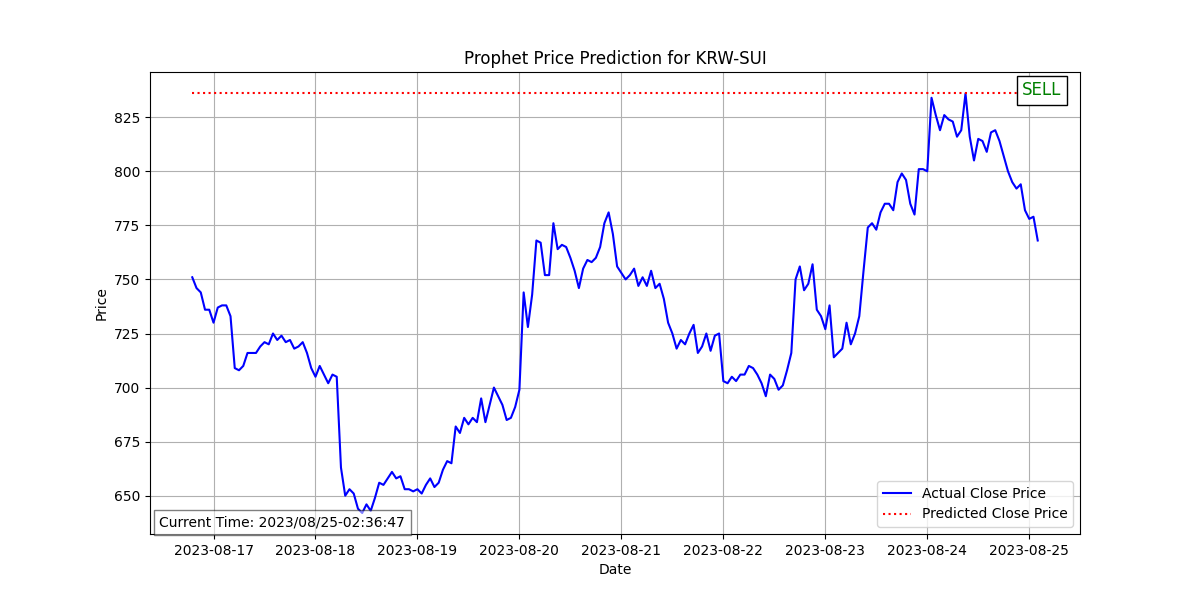 Prophet Price Prediction for KRW-SUI
SELL
825
800
775
750
725
700
675
650
Price
Actual Close Price
Predicted Close Price
Current Time: 2023/08/25-02:36:47
2023-08-17 2023-08-18 2023-08-19 2023-08-20 2023-08-21 2023-08-22 2023-08-23 2023-08-24 2023-08-25
Date